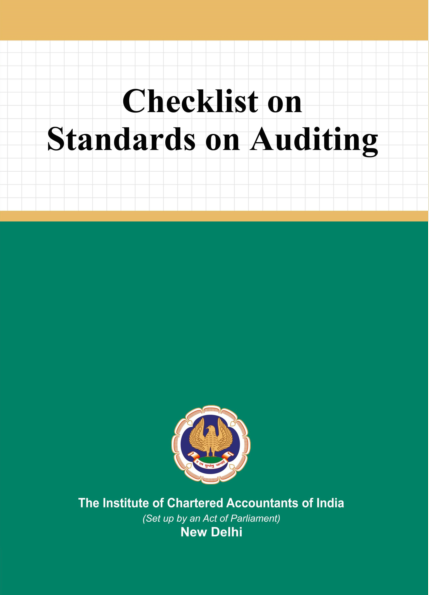 Checklist on
Standards on Auditing
The Institute of Chartered Accountants of India
(Set up by an Act of Parliament)
New Delhi